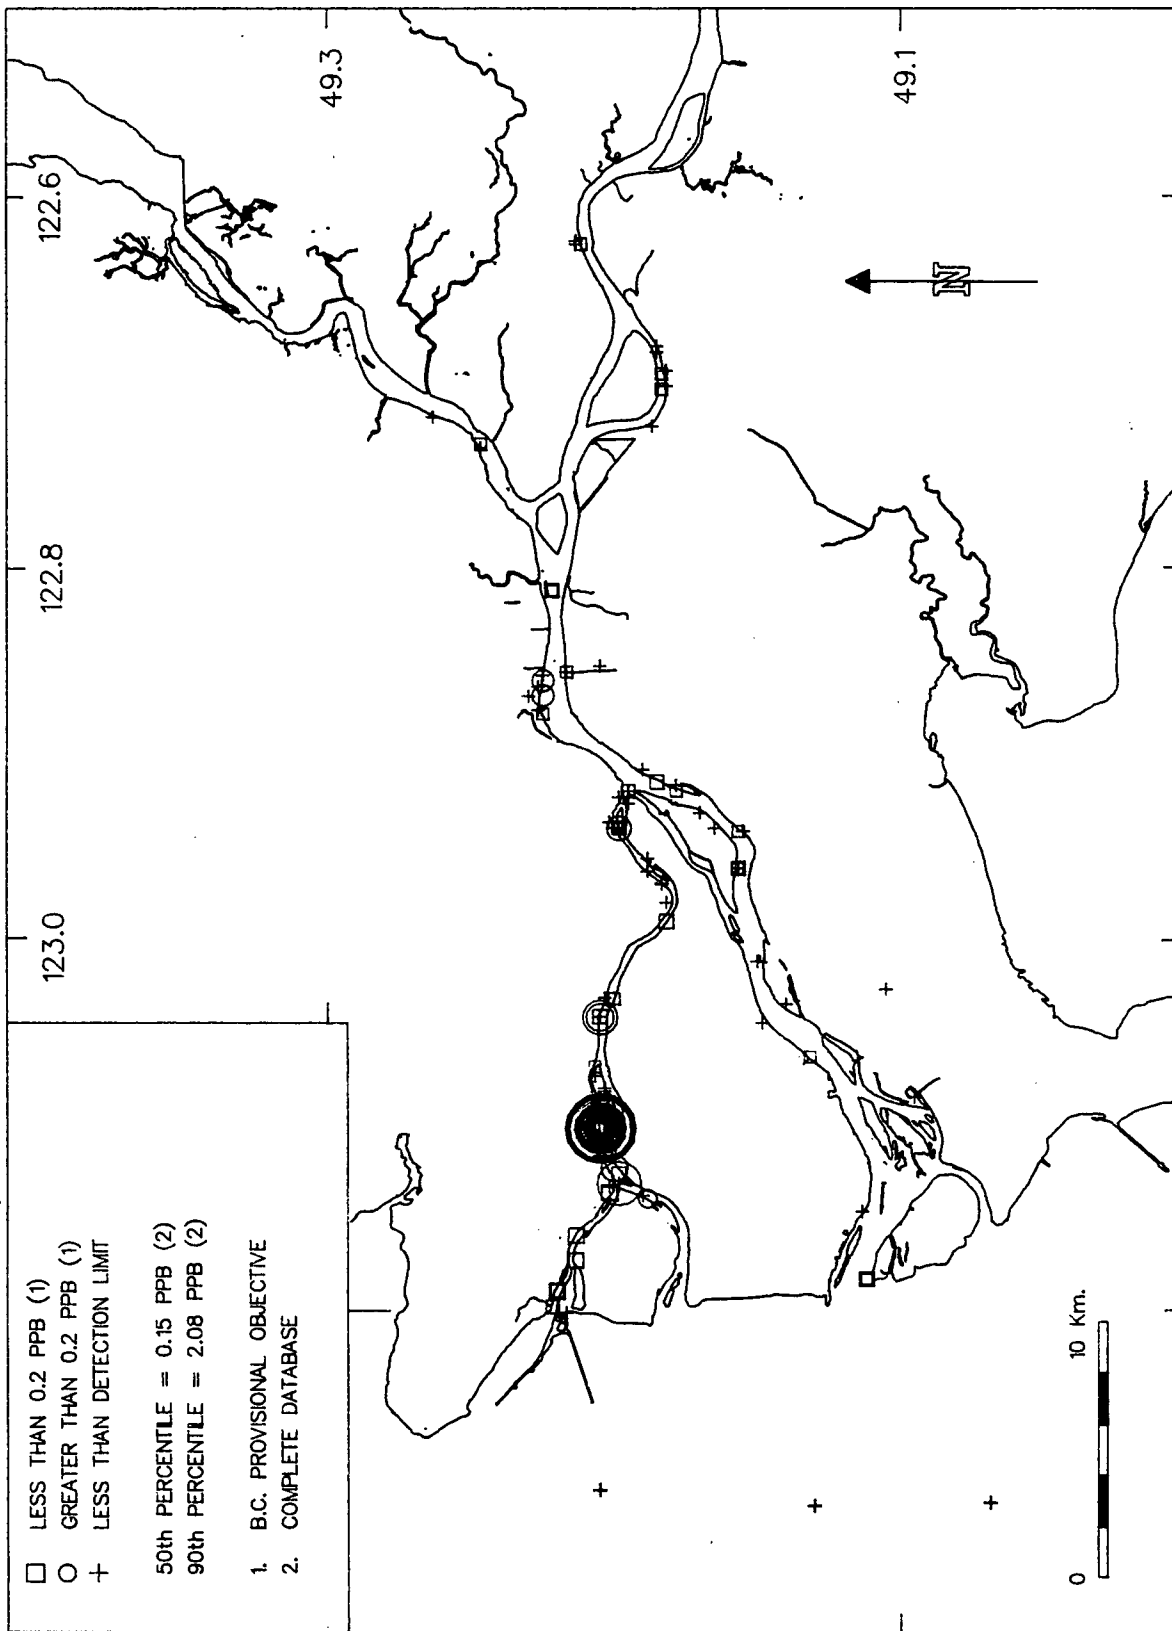 □ LESS THAN 0.2 PPB (1)
○ GREATER THAN 0.2 PPB (1)
+ LESS THAN DETECTION LIMIT
50th PERCENTILE = 0.15 PPB (2)
90th PERCENTILE = 2.08 PPB (2)
1. B.C. PROVISIONAL OBJECTIVE
2. COMPLETE DATABASE
123.0
122.8
122.6
49.3
49.1
N
0 10 Km.